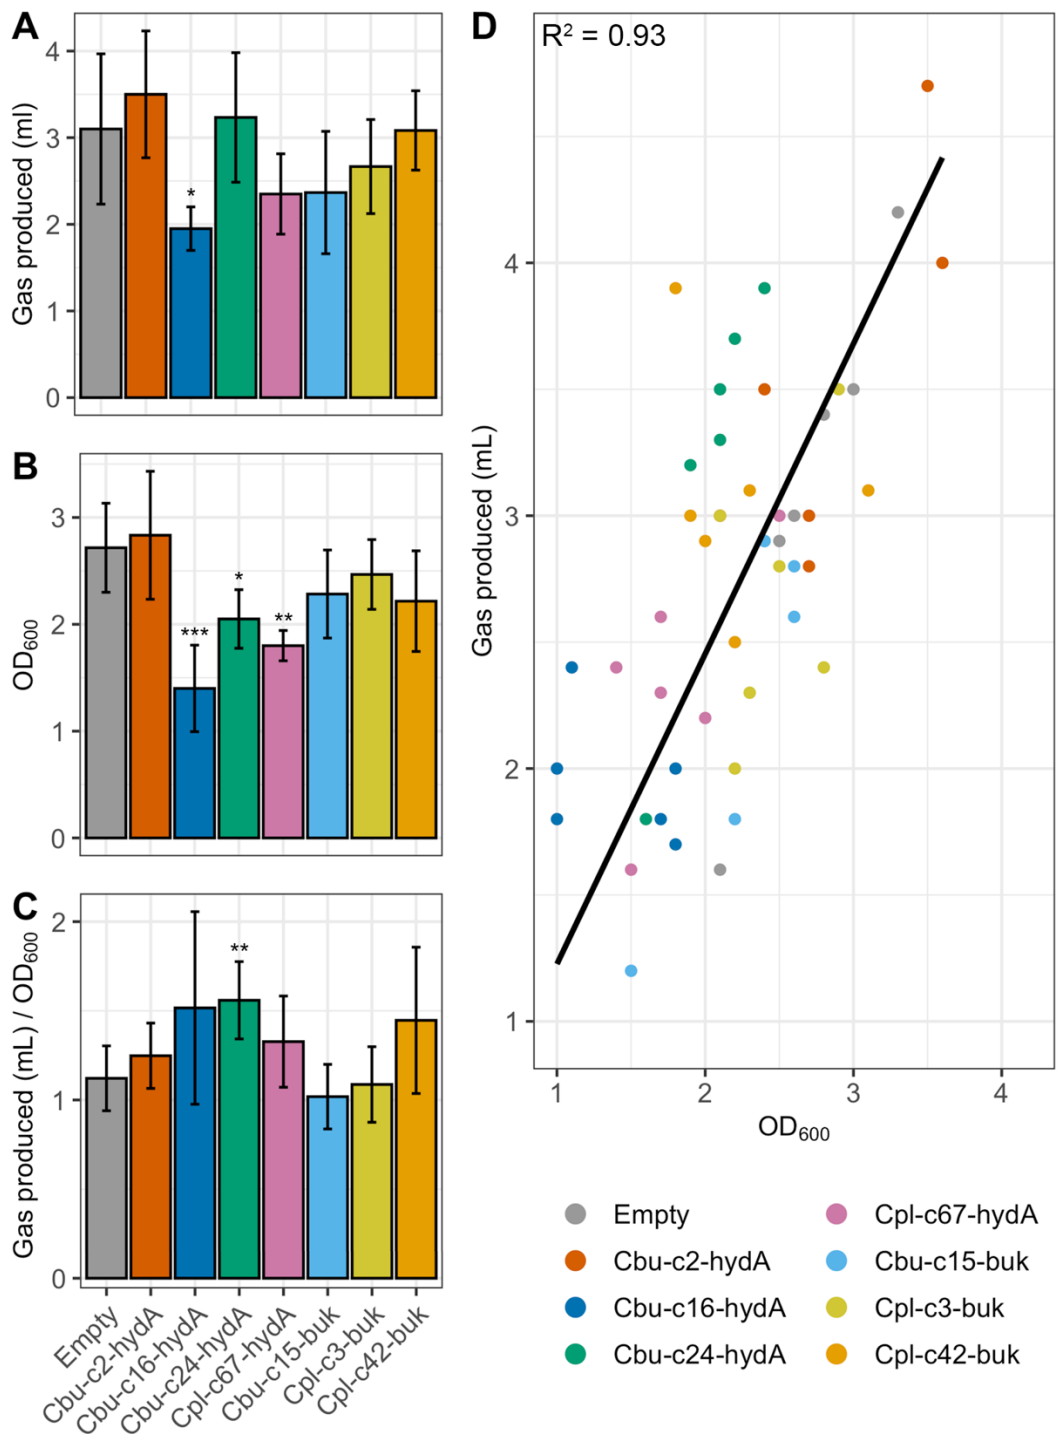 A
Gas produced (ml)
4
3
2
1
0
*
B
OD600
3
2
1
0
***
*
**
C
Gas produced (mL) / OD600
2
1
0
**
Empty
Cbu-c2-hydA
Cbu-c16-hydA
Cbu-c24-hydA
Cpl-c67-hydA
Cbu-c15-buk
Cpl-c3-buk
Cpl-c42-buk
D
R² = 0.93
Gas produced (mL)
4
3
2
1
1 2 3 4
OD600
Empty
Cbu-c2-hydA
Cbu-c16-hydA
Cbu-c24-hydA
Cpl-c67-hydA
Cbu-c15-buk
Cpl-c3-buk
Cpl-c42-buk